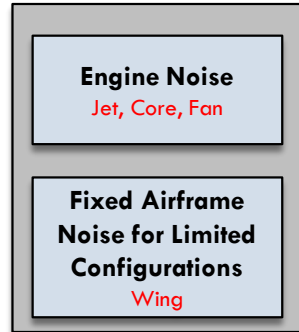 Engine Noise
Jet, Core, Fan
Fixed Airframe
Noise for Limited
Configurations
Wing